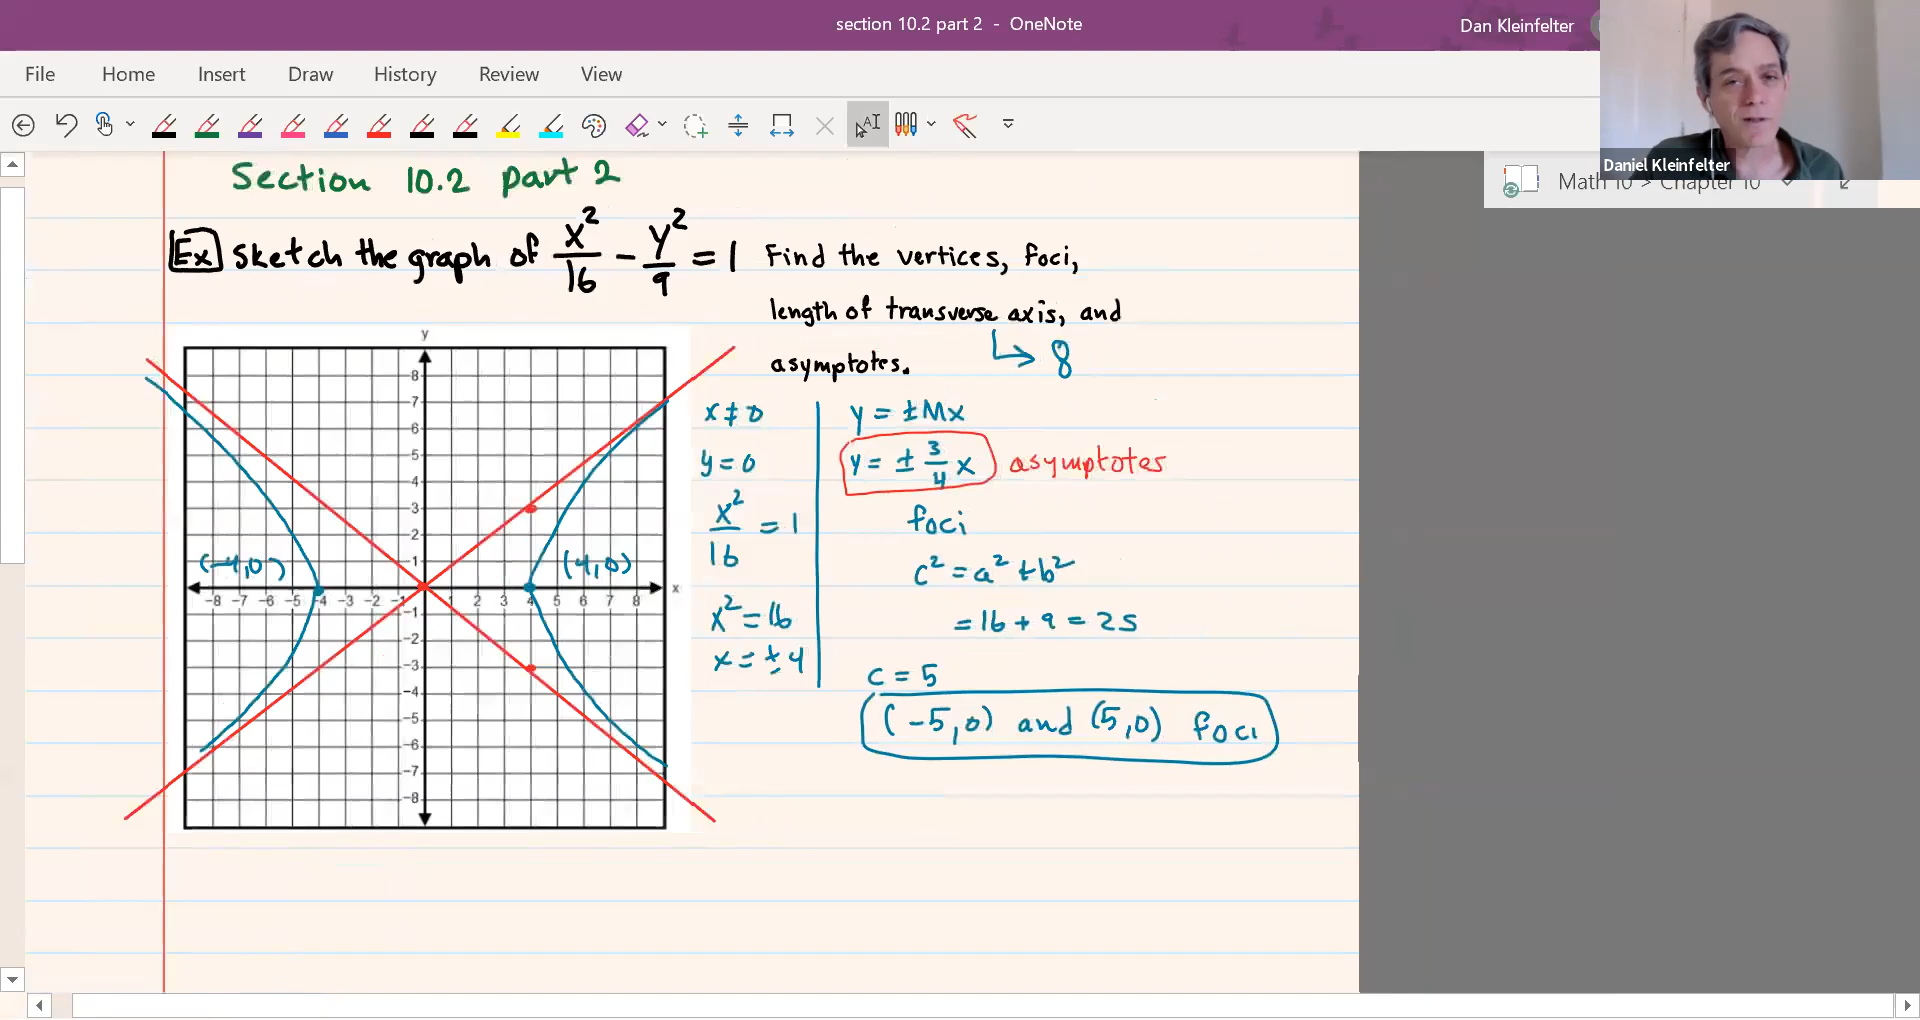 section 10.2 part 2 - OneNote
Dan Kleinfelter
File Home Insert Draw History Review View
Daniel Kleinfelter
Math 10 > Chapter 10
Section 10.2 part 2
Ex Sketch the graph of x²/16 - y²/9 = 1 Find the vertices, foci,
length of transverse axis, and
→ 8
asymptotes.
y
8
7
6
5
4
3
2
1
-8 -7 -6 -5 -4 -3 -2 -1 1 2 3 4 5 6 7 8 x
-1
-2
-3
-4
-5
-6
-7
-8
(-4,0)
(4,0)
x ≠ 0
y = 0
x²/16 = 1
x² = 16
x = ± 4
y = ±Mx
y = ± 3/4 x asymptotes
foci
c² = a² + b²
= 16 + 9 = 25
c = 5
(-5,0) and (5,0) foci